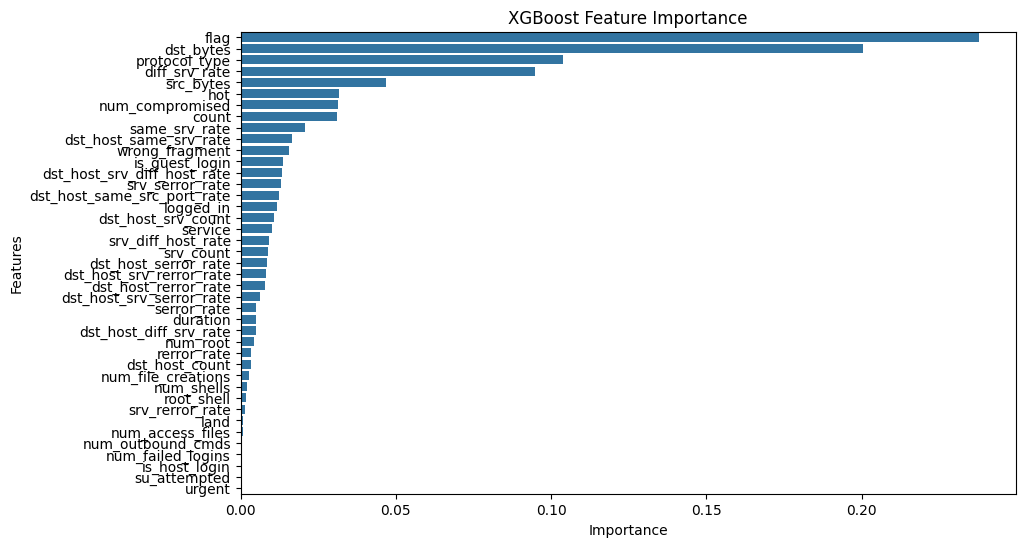 XGBoost Feature Importance
Features
flag
dst_bytes
protocol_type
diff_srv_rate
src_bytes
hot
num_compromised
count
same_srv_rate
dst_host_same_srv_rate
wrong_fragment
is_guest_login
dst_host_srv_diff_host_rate
srv_serror_rate
dst_host_same_src_port_rate
logged_in
dst_host_srv_count
service
srv_diff_host_rate
srv_count
dst_host_serror_rate
dst_host_srv_rerror_rate
dst_host_rerror_rate
dst_host_srv_serror_rate
serror_rate
duration
dst_host_diff_srv_rate
num_root
rerror_rate
dst_host_count
num_file_creations
num_shells
root_shell
srv_rerror_rate
land
num_access_files
num_outbound_cmds
num_failed_logins
is_host_login
su_attempted
urgent
0.00 0.05 0.10 0.15 0.20
Importance